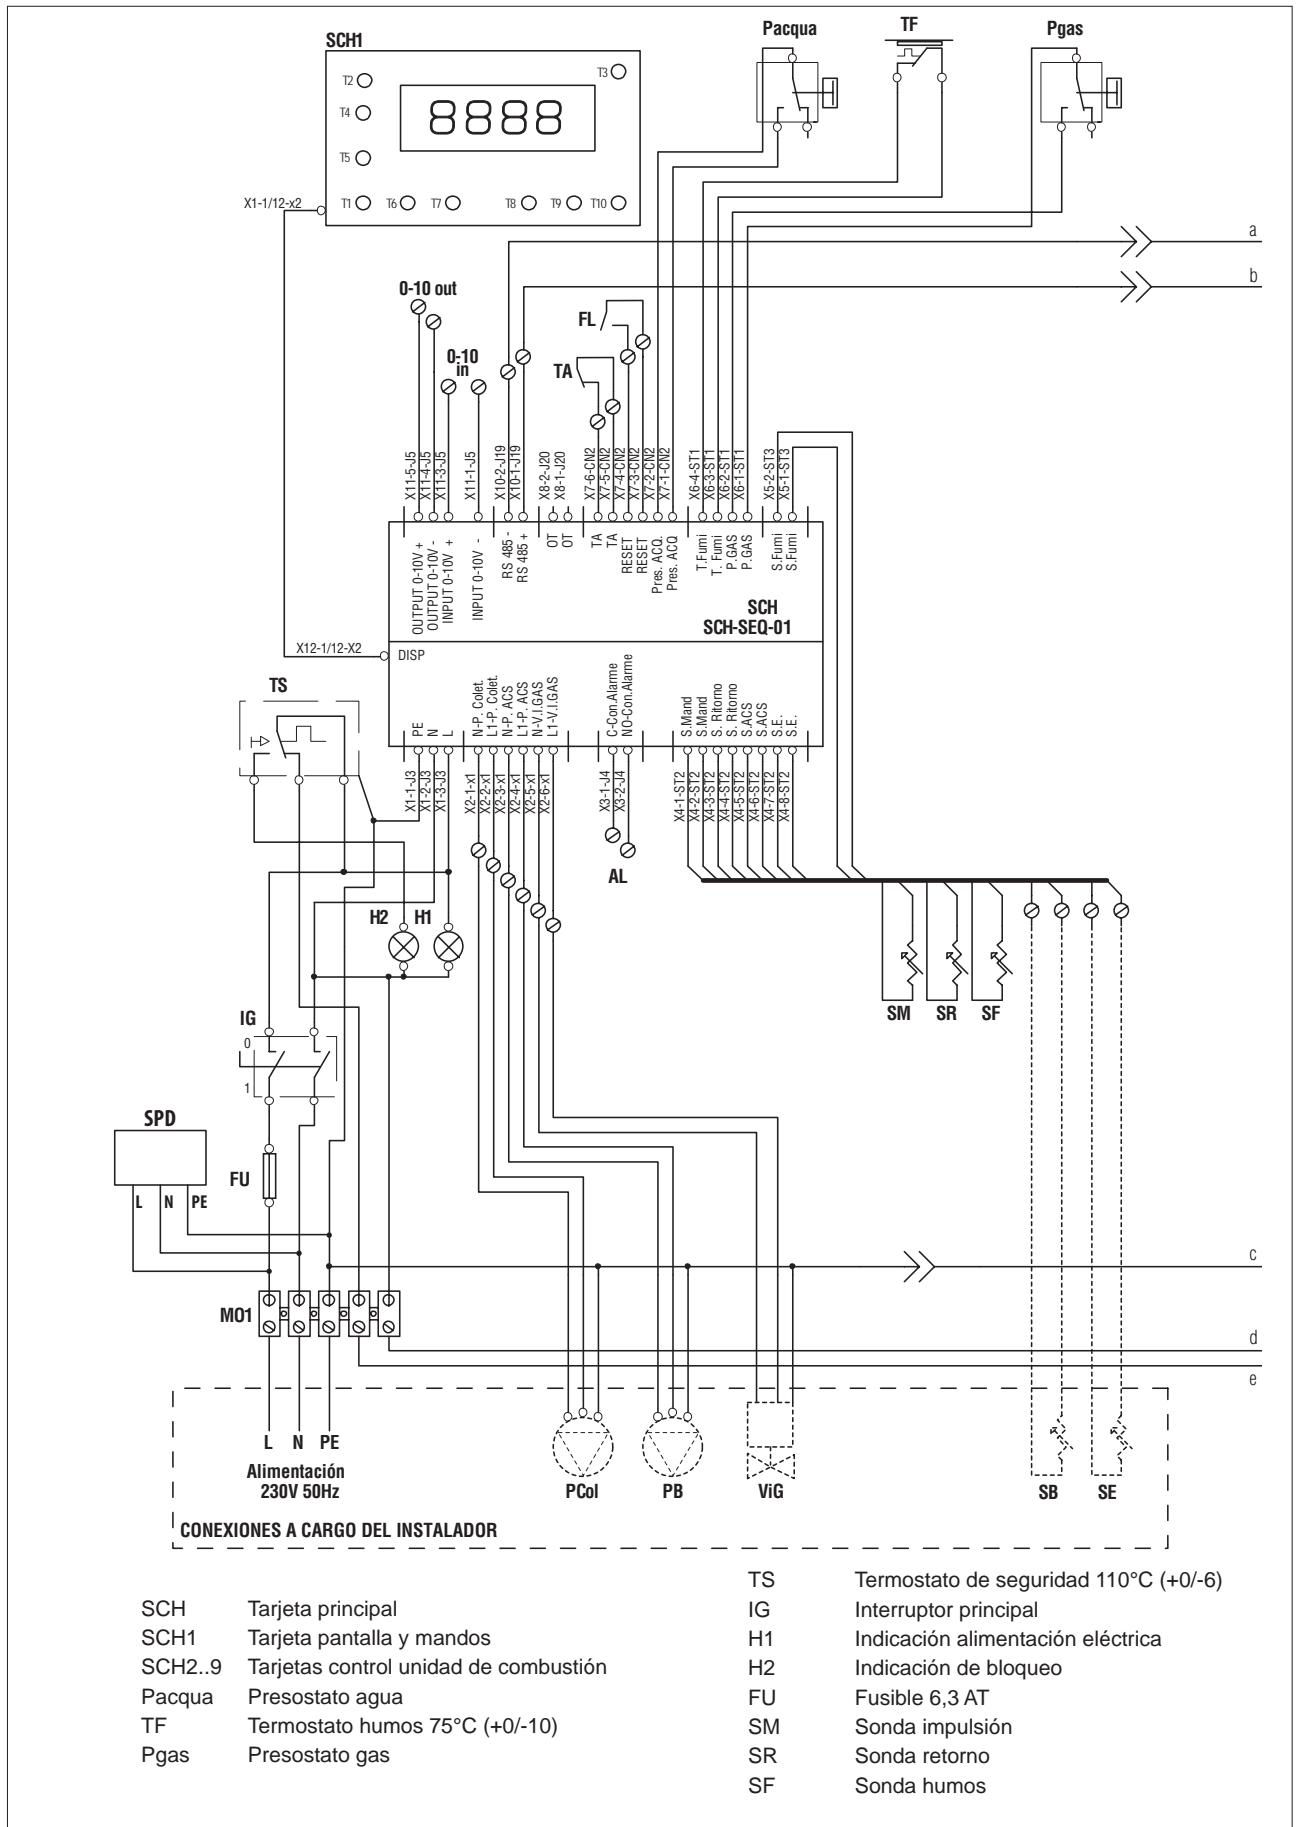 Pacqua
TF
Pgas
SCH1
T2
T3
T4
T5
X1-1/12-x2
T1
T6
T7
T8
T9
T10
a
b
0-10 out
FL
0-10
in
TA
X11-5-J5
X11-4-J5
X11-3-J5
X11-1-J5
X10-2-J19
X10-1-J19
X8-2-J20
X8-1-J20
X7-6-CN2
X7-5-CN2
X7-4-CN2
X7-3-CN2
X7-2-CN2
X7-1-CN2
X6-4-ST1
X6-3-ST1
X6-2-ST1
X6-1-ST1
X5-2-ST3
X5-1-ST3
OUTPUT 0-10V +
OUTPUT 0-10V -
INPUT 0-10V +
INPUT 0-10V -
RS 485 -
RS 485 +
OT
OT
TA
TA
RESET
RESET
Pres. ACQ.
Pres. ACQ
T.Fumi
T. Fumi
P.GAS
P.GAS
S.Fumi
S.Fumi
SCH
SCH-SEQ-01
X12-1/12-X2
DISP
TS
PE
N
L
N-P. Colet.
L1-P. Colet.
N-P. ACS
L1-P. ACS
N-V.I.GAS
L1-V.I.GAS
C-Con.Alarme
NO-Con.Alarme
S.Mand
S.Mand
S. Ritorno
S. Ritorno
S.ACS
S.ACS
S.E.
S.E.
X1-1-J3
X1-2-J3
X1-3-J3
X2-1-x1
X2-2-x1
X2-3-x1
X2-4-x1
X2-5-x1
X2-6-x1
X3-1-J4
X3-2-J4
X4-1-ST2
X4-2-ST2
X4-3-ST2
X4-4-ST2
X4-5-ST2
X4-6-ST2
X4-7-ST2
X4-8-ST2
AL
H2
H1
SM
SR
SF
IG
0
1
SPD
FU
L
N
PE
c
MO1
d
e
L
N
PE
Alimentación
230V 50Hz
PCol
PB
ViG
SB
SE
CONEXIONES A CARGO DEL INSTALADOR
SCH Tarjeta principal
SCH1 Tarjeta pantalla y mandos
SCH2..9 Tarjetas control unidad de combustión
Pacqua Presostato agua
TF Termostato humos 75°C (+0/-10)
Pgas Presostato gas
TS Termostato de seguridad 110°C (+0/-6)
IG Interruptor principal
H1 Indicación alimentación eléctrica
H2 Indicación de bloqueo
FU Fusible 6,3 AT
SM Sonda impulsión
SR Sonda retorno
SF Sonda humos